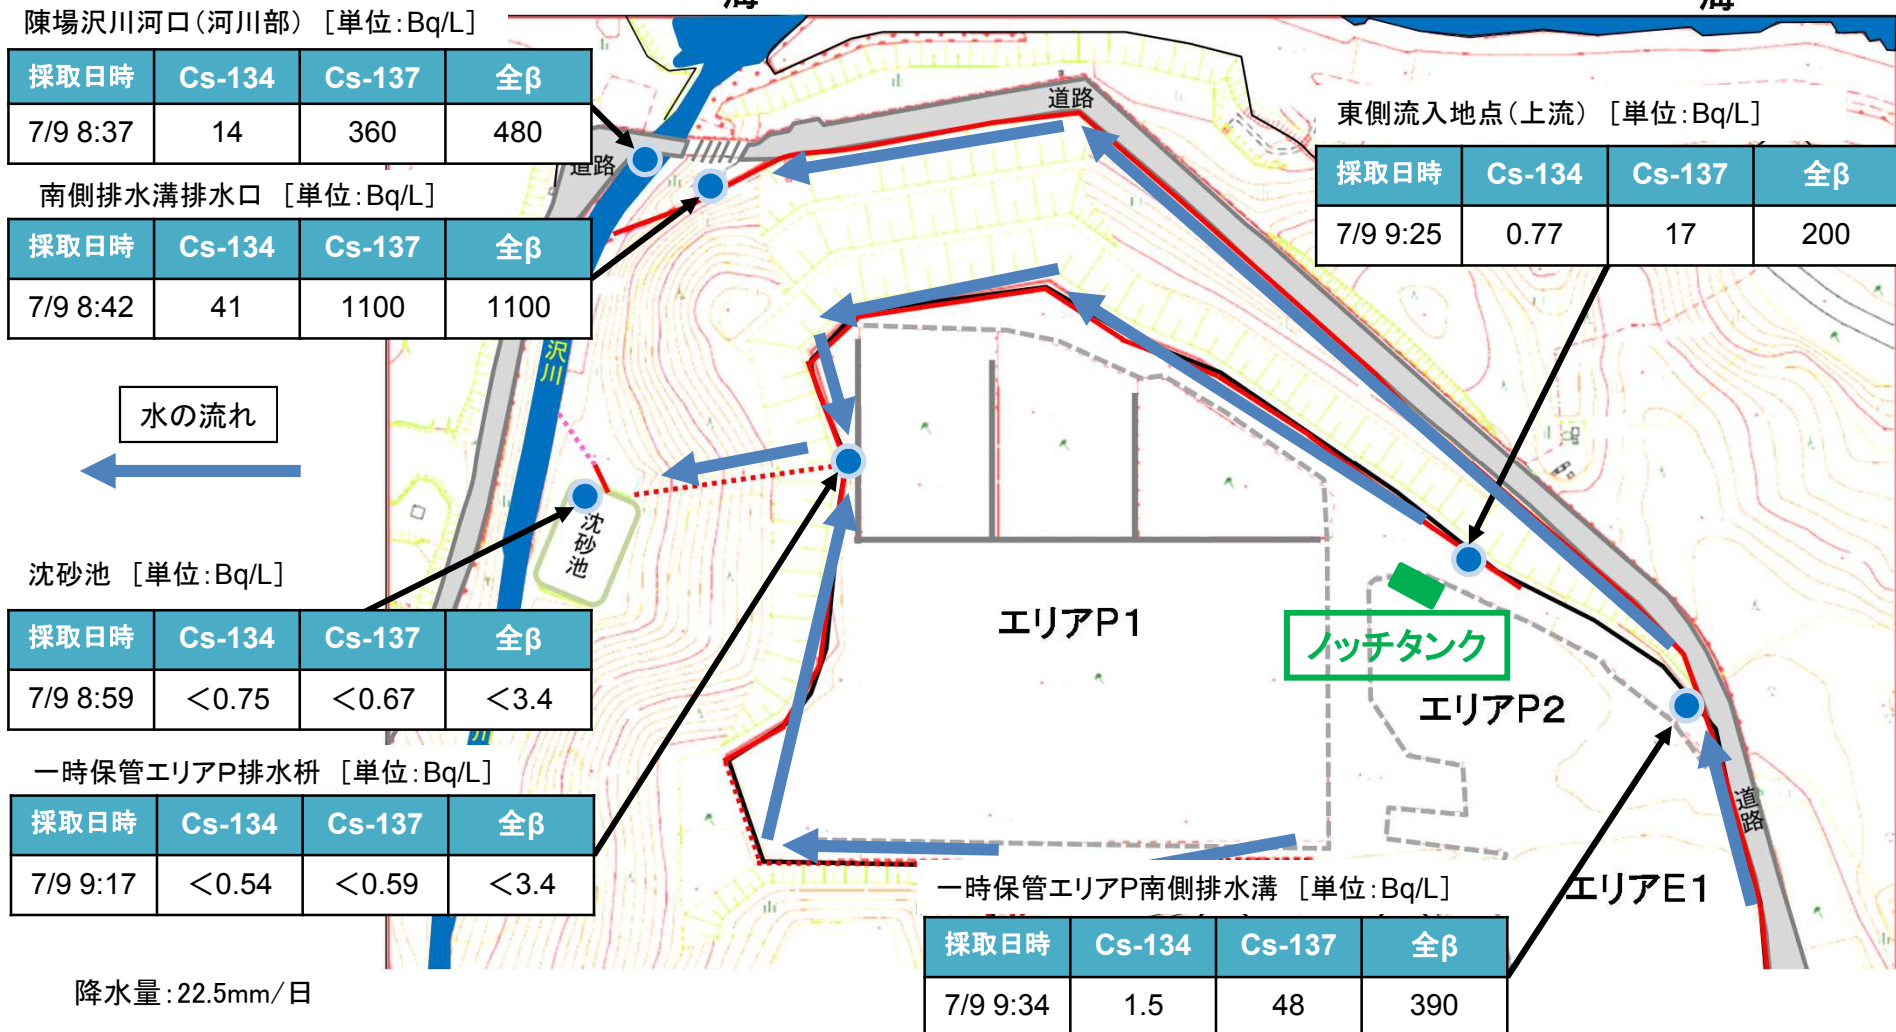 海
海
陳場沢川河口（河川部） ［単位：Bq/L］
採取日時 Cs-134 Cs-137 全β
7/9 8:37 14 360 480
南側排水溝排水口 ［単位：Bq/L］
採取日時 Cs-134 Cs-137 全β
7/9 8:42 41 1100 1100
東側流入地点（上流） ［単位：Bq/L］
採取日時 Cs-134 Cs-137 全β
7/9 9:25 0.77 17 200
道路
道路
沢川
水の流れ
沈砂池
沈砂池 ［単位：Bq/L］
採取日時 Cs-134 Cs-137 全β
7/9 8:59 ＜0.75 ＜0.67 ＜3.4
川
エリアP1
ノッチタンク
エリアP2
道路
エリアE1
一時保管エリアP排水枡 ［単位：Bq/L］
採取日時 Cs-134 Cs-137 全β
7/9 9:17 ＜0.54 ＜0.59 ＜3.4
一時保管エリアP南側排水溝 ［単位：Bq/L］
採取日時 Cs-134 Cs-137 全β
7/9 9:34 1.5 48 390
降水量：22.5mm/日